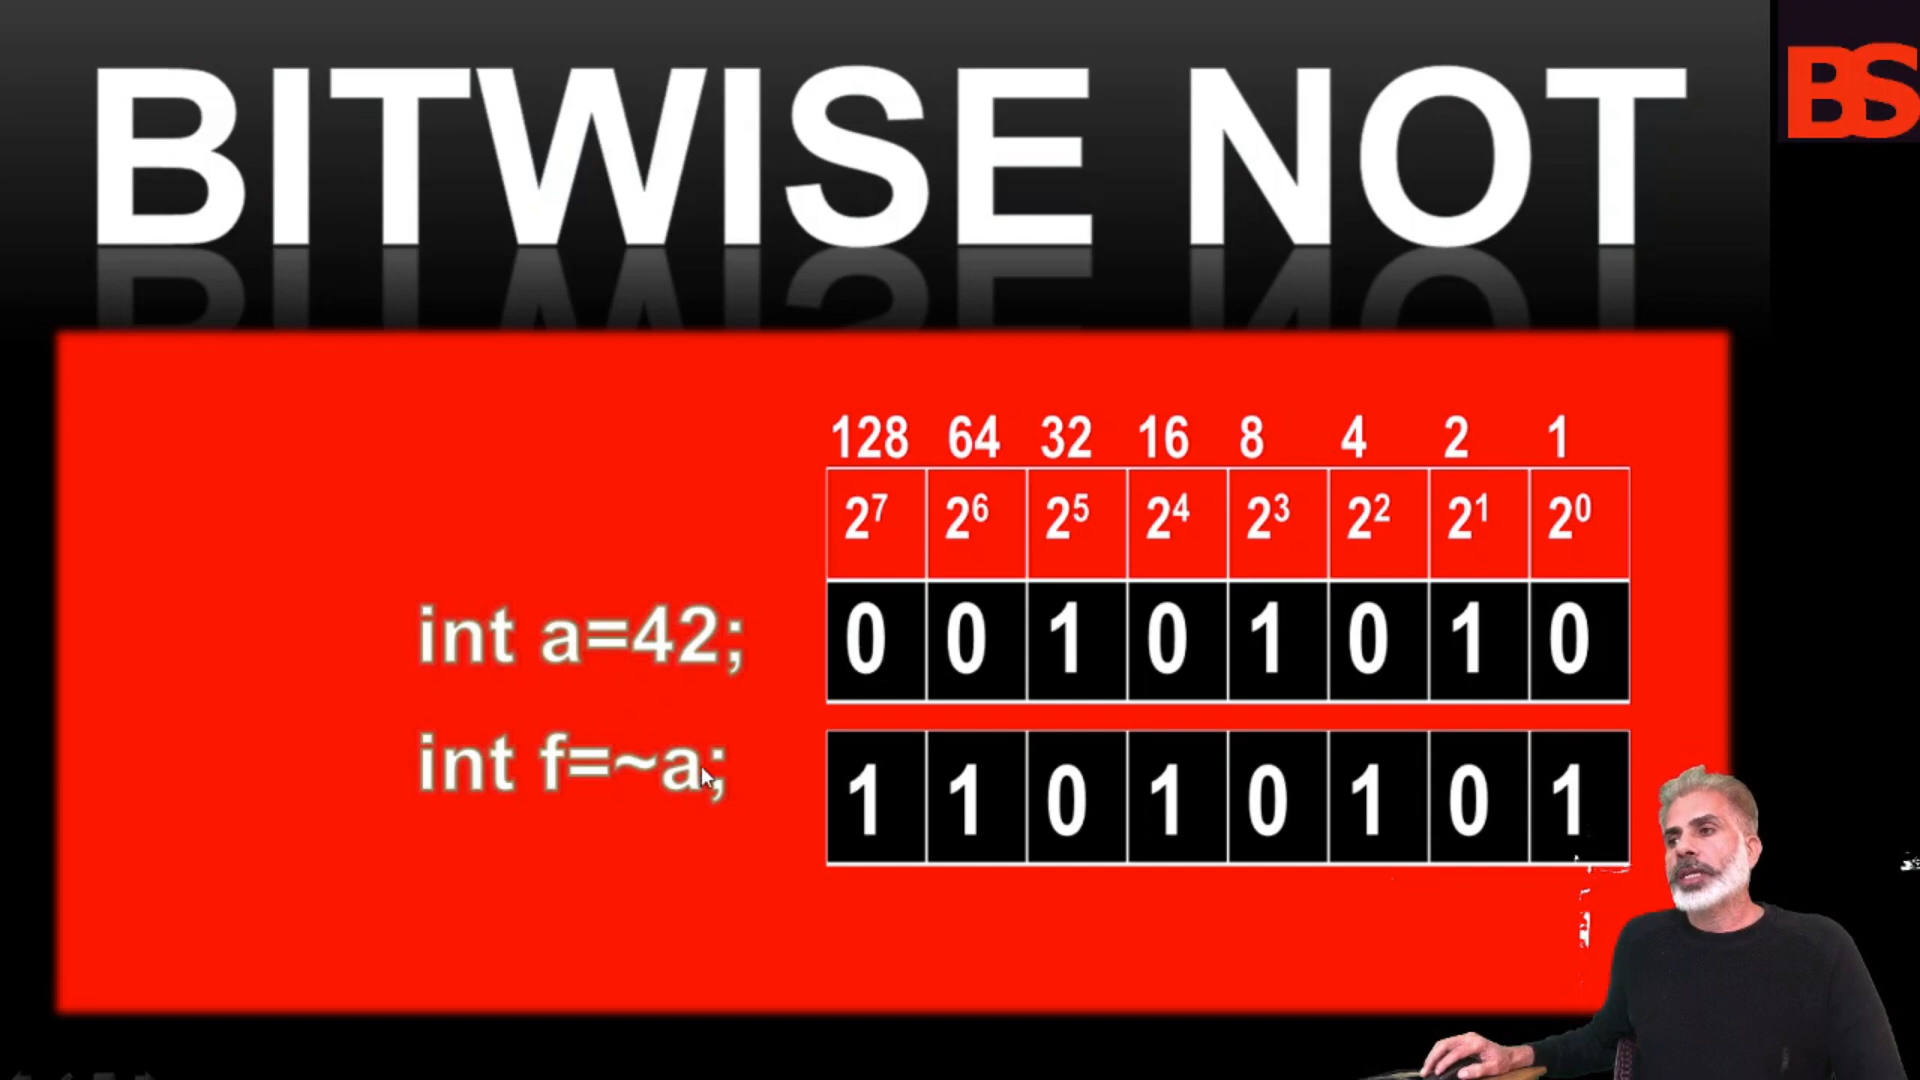 BITWISE NOT
BS
128 64 32 16 8 4 2 1
2⁷ 2⁶ 2⁵ 2⁴ 2³ 2² 2¹ 2⁰
int a=42; 0 0 1 0 1 0 1 0
int f=~a; 1 1 0 1 0 1 0 1